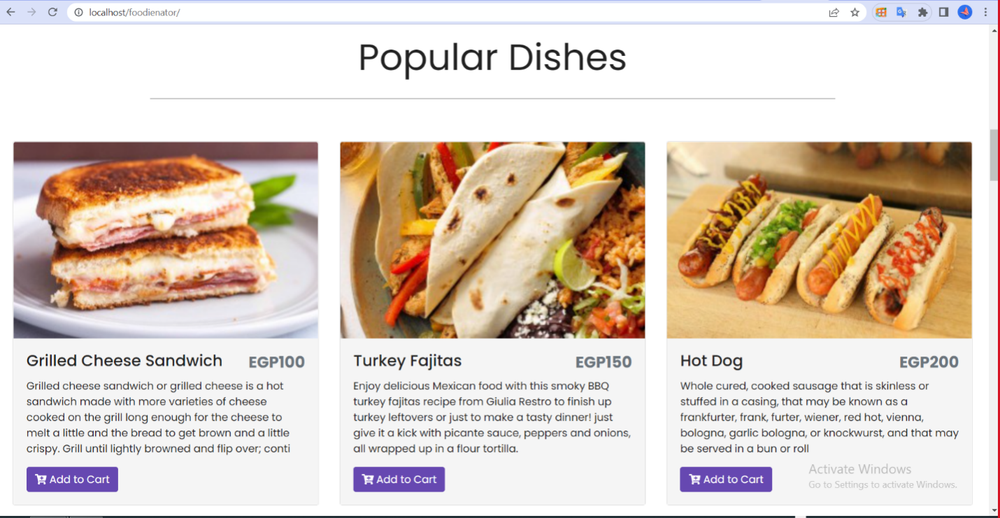 localhost/foodienator/
Popular Dishes
Grilled Cheese Sandwich EGP100
Grilled cheese sandwich or grilled cheese is a hot
sandwich made with more varieties of cheese
cooked on the grill long enough for the cheese to
melt a little and the bread to get brown and a little
crispy. Grill until lightly browned and flip over; conti
Add to Cart
Turkey Fajitas EGP150
Enjoy delicious Mexican food with this smoky BBQ
turkey fajitas recipe from Giulia Restro to finish up
turkey leftovers or just to make a tasty dinner! just
give it a kick with picante sauce, peppers and onions,
all wrapped up in a flour tortilla.
Add to Cart
Hot Dog EGP200
Whole cured, cooked sausage that is skinless or
stuffed in a casing, that may be known as a
frankfurter, frank, furter, wiener, red hot, vienna,
bologna, garlic bologna, or knockwurst, and that may
be served in a bun or roll
Add to Cart
Activate Windows
Go to Settings to activate Windows.